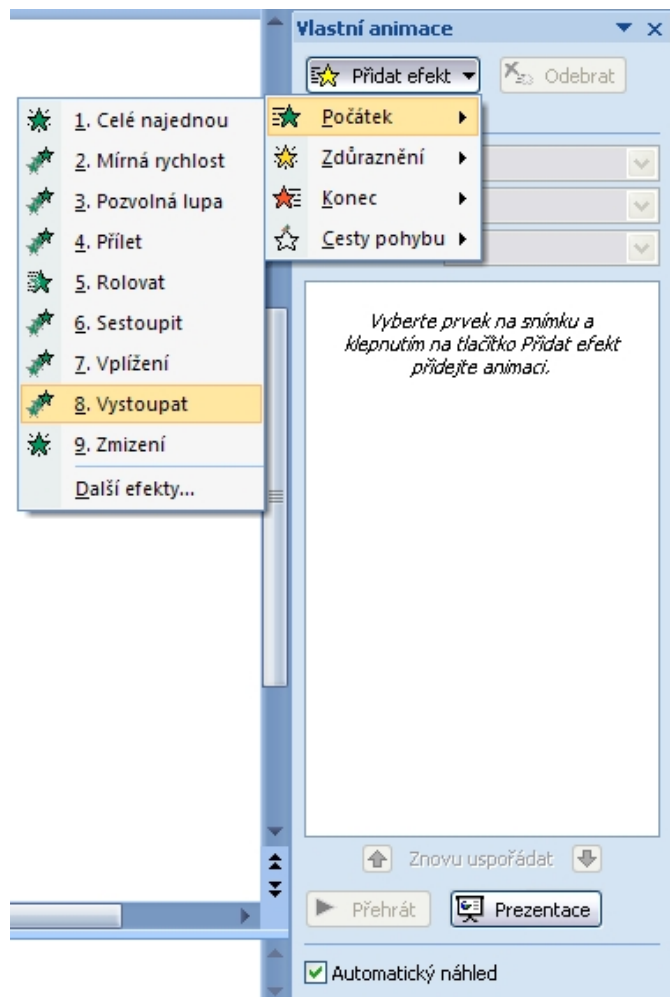 Vlastní animace
Přidat efekt
Odebrat
Počátek
Zdůraznění
Konec
Cesty pohybu
1. Celé najednou
2. Mírná rychlost
3. Pozvolná lupa
4. Přílet
5. Rolovat
6. Sestoupit
7. Vplížení
8. Vystoupat
9. Zmizení
Další efekty...
Vyberte prvek na snímku a
klepnutím na tlačítko Přidat efekt
přidejte animaci.
Znovu uspořádat
Přehrát
Prezentace
Automatický náhled